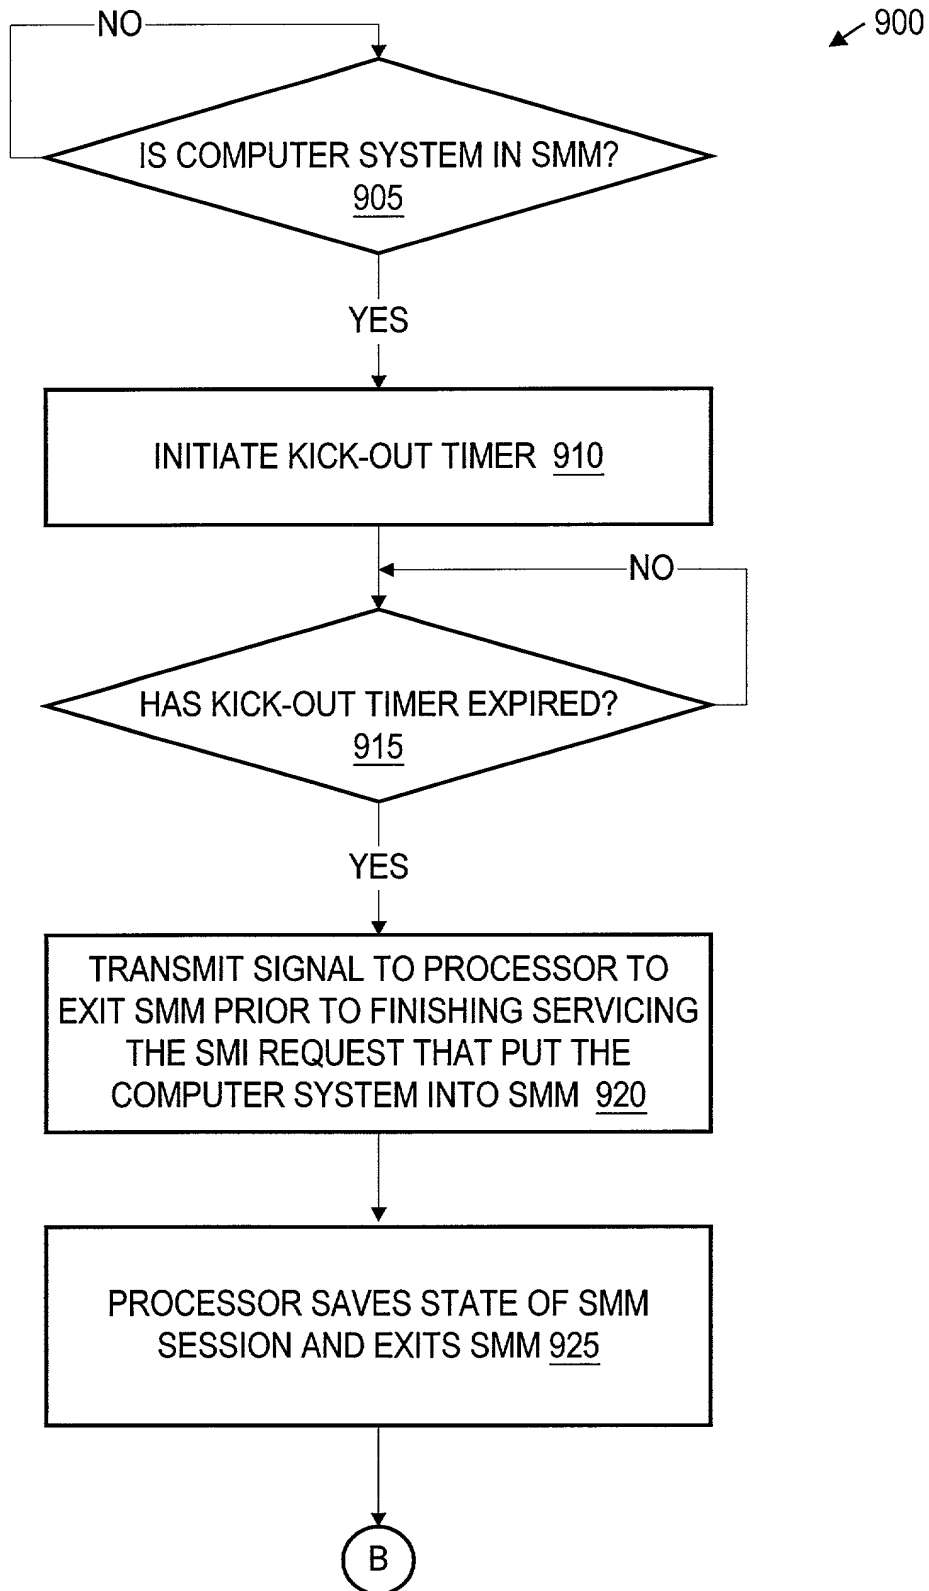 NO
900
IS COMPUTER SYSTEM IN SMM?
905
YES
INITIATE KICK-OUT TIMER 910
NO
HAS KICK-OUT TIMER EXPIRED?
915
YES
TRANSMIT SIGNAL TO PROCESSOR TO
EXIT SMM PRIOR TO FINISHING SERVICING
THE SMI REQUEST THAT PUT THE
COMPUTER SYSTEM INTO SMM 920
PROCESSOR SAVES STATE OF SMM
SESSION AND EXITS SMM 925
B